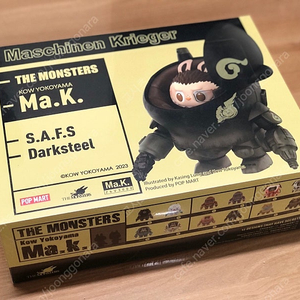 Maschinen Krieger
THE MONSTERS
KOW YOKOYAMA
Ma.K.
S.A.F.S
Darksteel
©KOW YOKOYAMA 2023
POP MART
Ma.K.
Illustrated by Kasing Lung and Kow Yokoyama
Produced by POP MART
THE MONSTERS
Kow Yokoyama
Ma.k.